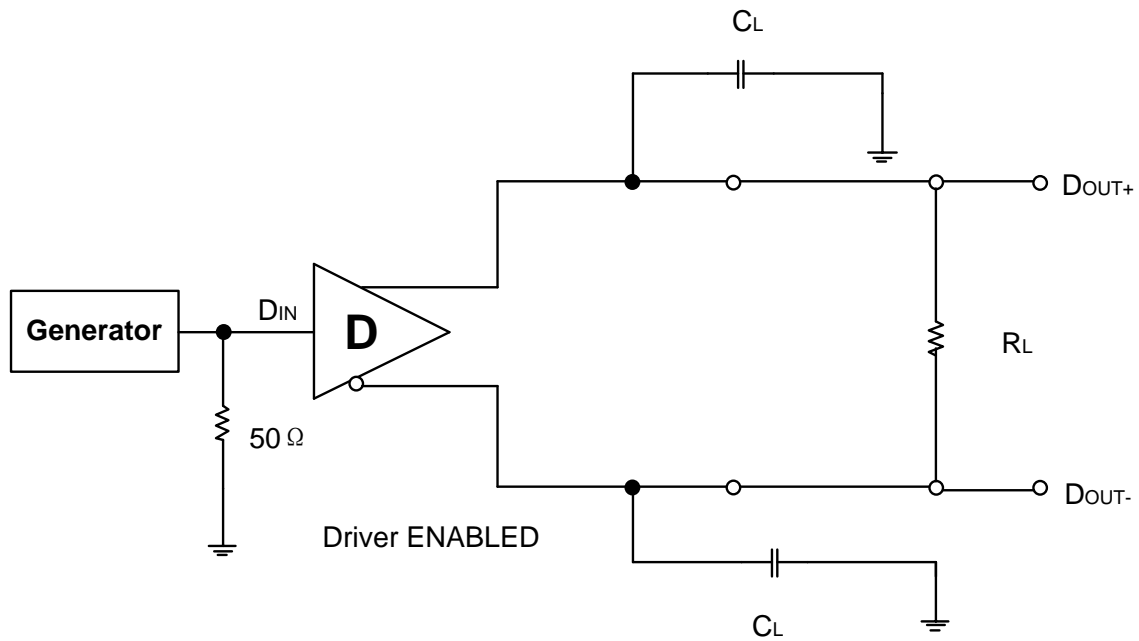 CL
DOUT+
DIN
Generator
D
RL
50 Ω
DOUT-
Driver ENABLED
CL